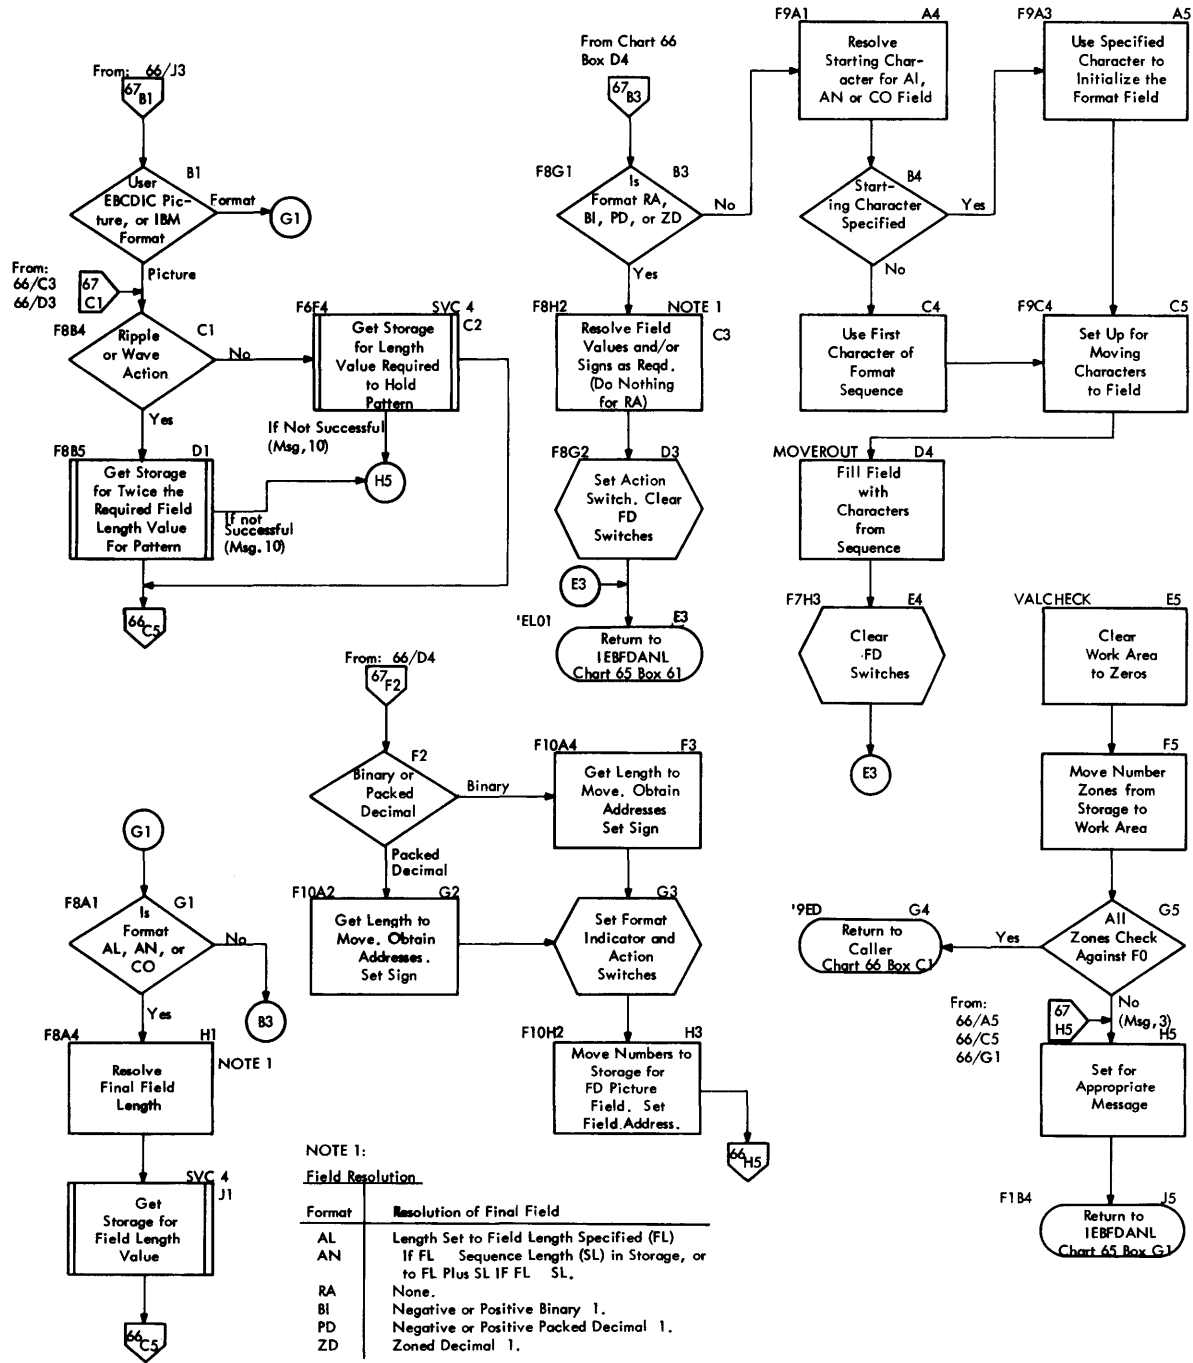 From: 66/J3
67
B1
B1
User
EBCDIC Pic-
ture, or IBM
Format
Format
G1
Picture
From:
66/C3
66/D3
67
C1
F8B4
C1
Ripple
or Wave
Action
No
Yes
F6F4
SVC 4
C2
Get Storage
for Length
Value Required
to Hold
Pattern
If Not Successful
(Msg, 10)
H5
F8B5
D1
Get Storage
for Twice the
Required Field
Length Value
For Pattern
If not
Successful
(Msg. 10)
66
C5
From Chart 66
Box D4
67
B3
F8G1
B3
Is
Format RA,
BI, PD, or ZD
No
Yes
F8H2
NOTE 1
C3
Resolve Field
Values and/or
Signs as Reqd.
(Do Nothing
for RA)
F8G2
D3
Set Action
Switch. Clear
FD
Switches
E3
'EL01
E3
Return to
IEBFDANL
Chart 65 Box 61
F9A1
A4
Resolve
Starting Char-
acter for Al,
AN or CO Field
B4
Start-
ing Character
Specified
Yes
No
F9A3
A5
Use Specified
Character to
Initialize the
Format Field
C4
Use First
Character of
Format
Sequence
F9C4
C5
Set Up for
Moving
Characters
to Field
MOVEROUT
D4
Fill Field
with
Characters
from
Sequence
F7H3
E4
Clear
FD
Switches
E3
VALCHECK
E5
Clear
Work Area
to Zeros
F5
Move Number
Zones from
Storage to
Work Area
G5
All
Zones Check
Against F0
Yes
'9ED
G4
Return to
Caller
Chart 66 Box C1
No
(Msg, 3)
From:
66/A5
66/C5
66/G1
67
H5
H5
Set for
Appropriate
Message
F1B4
J5
Return to
IEBFDANL
Chart 65 Box G1
From: 66/D4
67
F2
F2
Binary or
Packed
Decimal
Binary
Packed
Decimal
F10A4
F3
Get Length to
Move. Obtain
Addresses
Set Sign
F10A2
G2
Get Length to
Move. Obtain
Addresses.
Set Sign
G3
Set Format
Indicator and
Action
Switches
F10H2
H3
Move Numbers to
Storage for
FD Picture
Field. Set
Field Address.
66
H5
G1
F8A1
G1
Is
Format
AL, AN, or
CO
No
B3
Yes
F8A4
H1
NOTE 1
Resolve
Final Field
Length
SVC 4
J1
Get
Storage for
Field Length
Value
66
C5
NOTE 1:
Field Resolution
Format Resolution of Final Field
AL Length Set to Field Length Specified (FL)
AN If FL Sequence Length (SL) in Storage, or
to FL Plus SL IF FL SL.
RA None.
BI Negative or Positive Binary 1.
PD Negative or Positive Packed Decimal 1.
ZD Zoned Decimal 1.